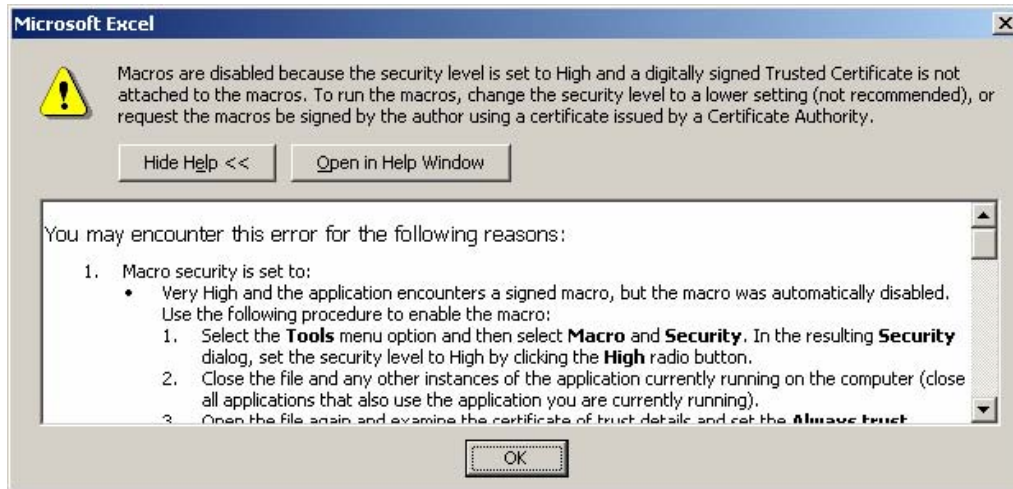 Microsoft Excel
Macros are disabled because the security level is set to High and a digitally signed Trusted Certificate is not
attached to the macros. To run the macros, change the security level to a lower setting (not recommended), or
request the macros be signed by the author using a certificate issued by a Certificate Authority.
Hide Help << Open in Help Window
You may encounter this error for the following reasons:
1. Macro security is set to:
• Very High and the application encounters a signed macro, but the macro was automatically disabled.
Use the following procedure to enable the macro:
1. Select the Tools menu option and then select Macro and Security. In the resulting Security
dialog, set the security level to High by clicking the High radio button.
2. Close the file and any other instances of the application currently running on the computer (close
all applications that also use the application you are currently running).
3. Open the file again and examine the certificate of trust details and set the Always trust
OK